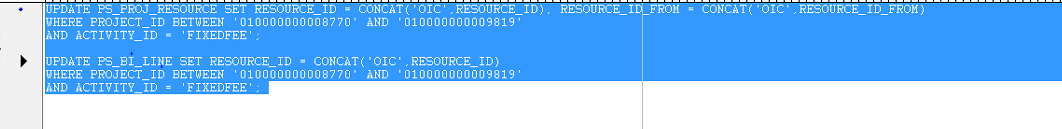 UPDATE PS_PROJ_RESOURCE SET RESOURCE_ID = CONCAT('OIC',RESOURCE_ID), RESOURCE_ID_FROM = CONCAT('OIC',RESOURCE_ID_FROM)
WHERE PROJECT_ID BETWEEN '010000000008770' AND '010000000009819'
AND ACTIVITY_ID = 'FIXEDFEE';
UPDATE PS_BI_LINE SET RESOURCE_ID = CONCAT('OIC',RESOURCE_ID)
WHERE PROJECT_ID BETWEEN '010000000008770' AND '010000000009819'
AND ACTIVITY_ID = 'FIXEDFEE';